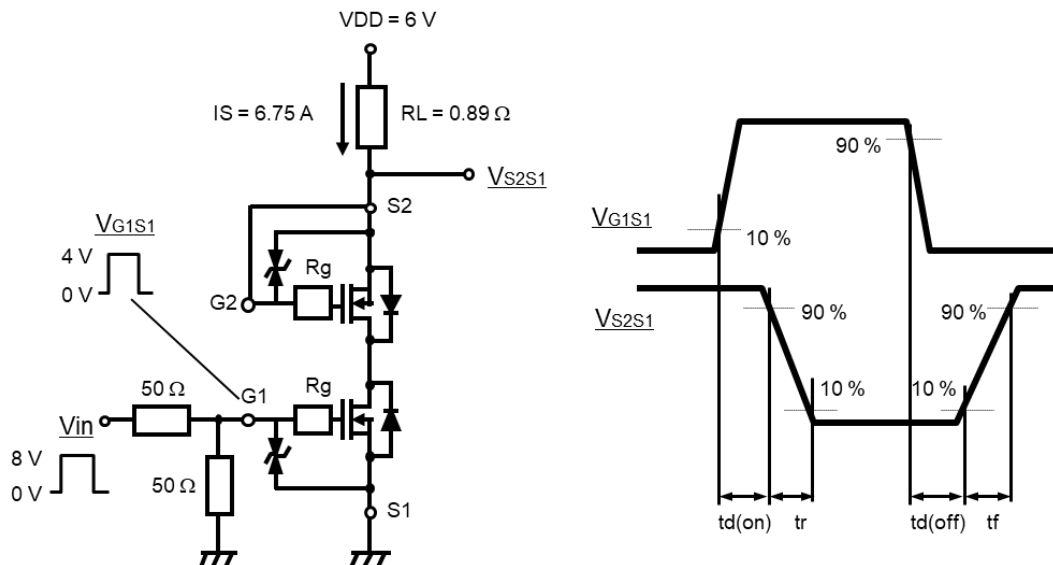 VDD = 6 V
IS = 6.75 A
RL = 0.89 Ω
VS2S1
S2
VG1S1
4 V
0 V
Rg
G2
50 Ω
G1
Rg
Vin
8 V
0 V
50 Ω
S1
90 %
VG1S1
10 %
VS2S1
90 %
90 %
10 %
10 %
td(on)
tr
td(off)
tf